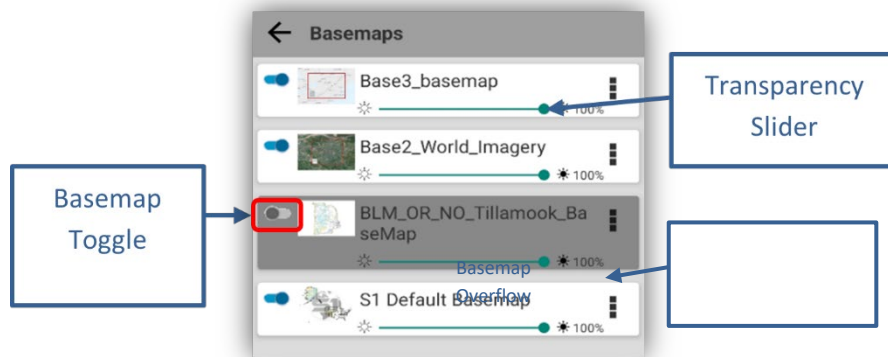 Basemaps
Base3_basemap
100%
Transparency
Slider
Base2_World_Imagery
100%
Basemap
Toggle
BLM_OR_NO_Tillamook_Ba
seMap
100%
Basemap
Overflow
S1 Default Basemap
100%